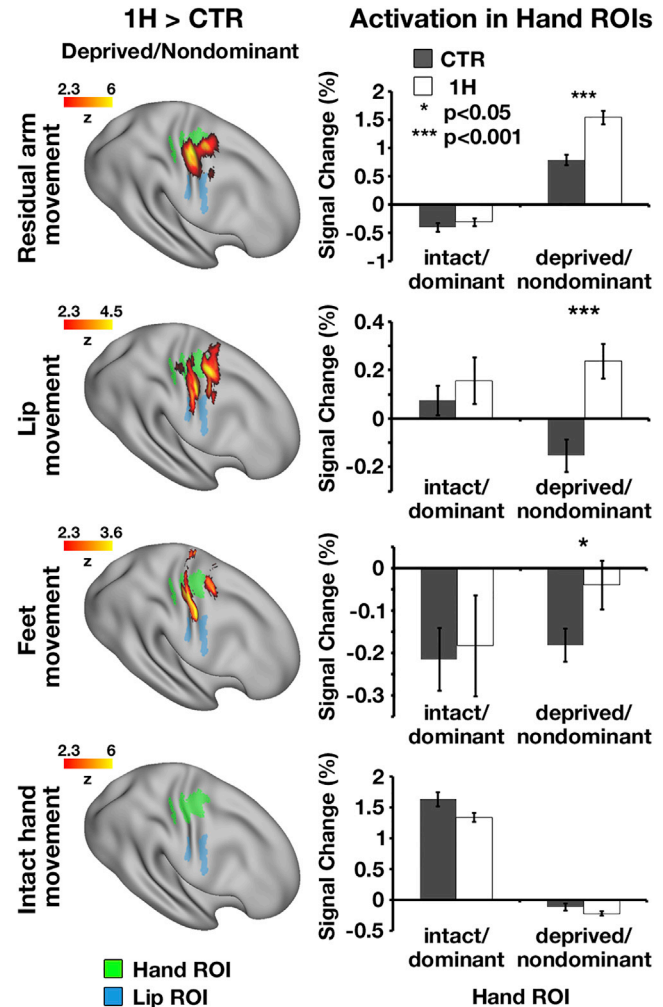 1H > CTR
Deprived/Nondominant
Activation in Hand ROIs
CTR
1H
* p<0.05
*** p<0.001
Residual arm
movement
2.3 6
z
Signal Change (%)
2
1.5
1
0.5
0
-0.5
-1
***
intact/
dominant
deprived/
nondominant
Lip
movement
2.3 4.5
z
Signal Change (%)
0.4
0.2
0
-0.2
***
intact/
dominant
deprived/
nondominant
Feet
movement
2.3 3.6
z
Signal Change (%)
0
-0.1
-0.2
-0.3
*
intact/
dominant
deprived/
nondominant
Intact hand
movement
2.3 6
z
Signal Change (%)
2
1.5
1
0.5
0
-0.5
intact/
dominant
deprived/
nondominant
Hand ROI
Lip ROI
Hand ROI